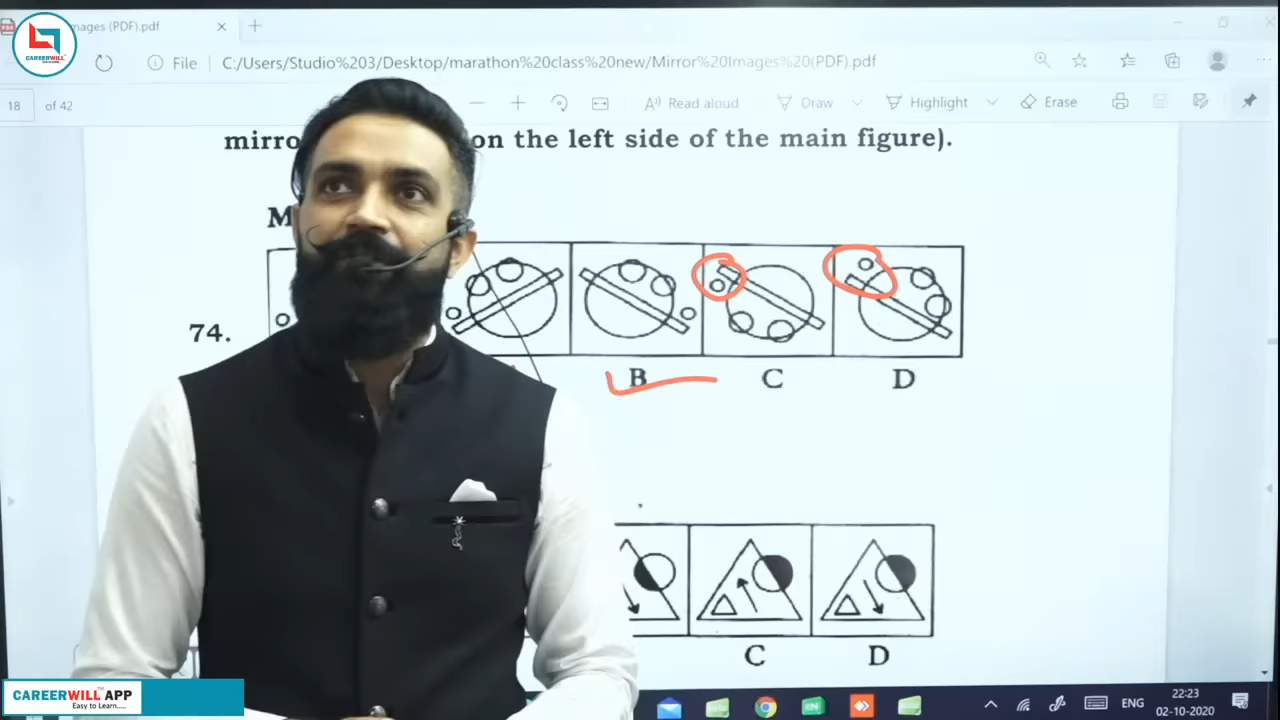 CAREERWILL
mages (PDF).pdf
File
C:/Users/Studio%203/Desktop/marathon%20class%20new/Mirror%20Images%20(PDF).pdf
18 of 42
Read aloud
Draw
Highlight
Erase
mirro on the left side of the main figure).
M
74.
B
C
D
C
D
CAREERWILL APP
Easy to Learn.....
ENG
22:23
02-10-2020